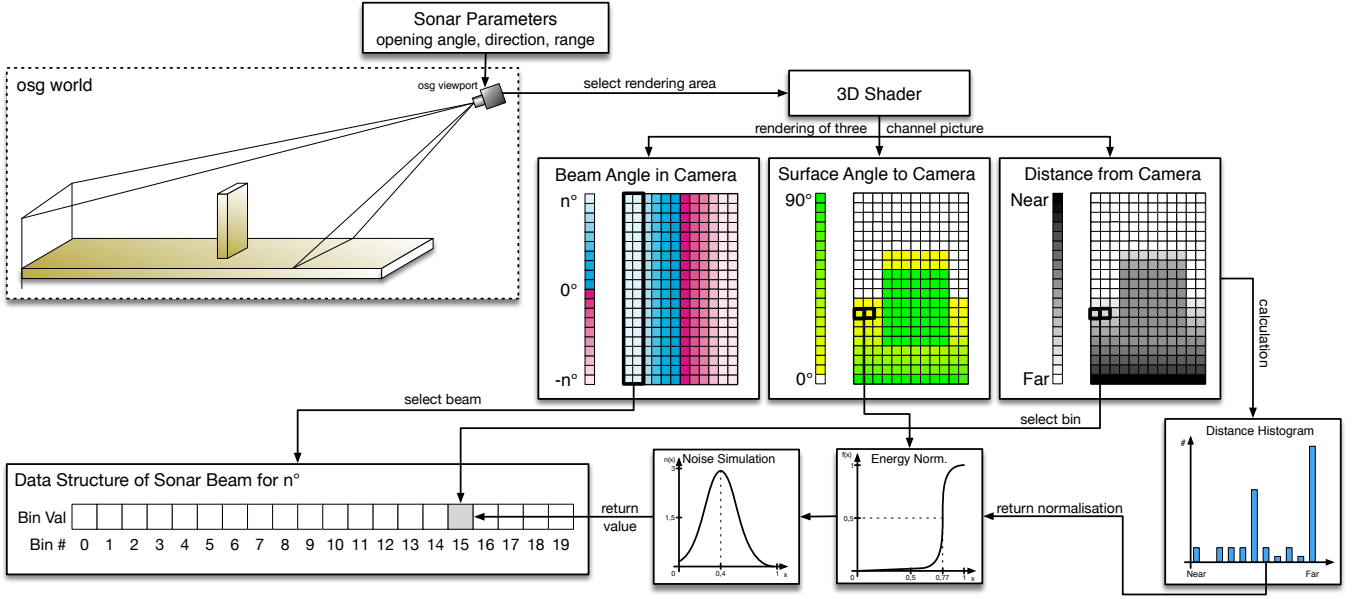 Sonar Parameters
opening angle, direction, range
osg world
osg viewport
select rendering area
3D Shader
rendering of three channel picture
Beam Angle in Camera
n°
0°
-n°
Surface Angle to Camera
90°
0°
Distance from Camera
Near
Far
calculation
select beam
select bin
Data Structure of Sonar Beam for n°
Bin Val
Bin # 0 1 2 3 4 5 6 7 8 9 10 11 12 13 14 15 16 17 18 19
return
value
Noise Simulation
n(x)
3
1,5
0 0,4 1 x
Energy Norm.
f(x)
1
0,5
0 0,5 0,77 1 x
return normalisation
Distance Histogram
#
Near Far